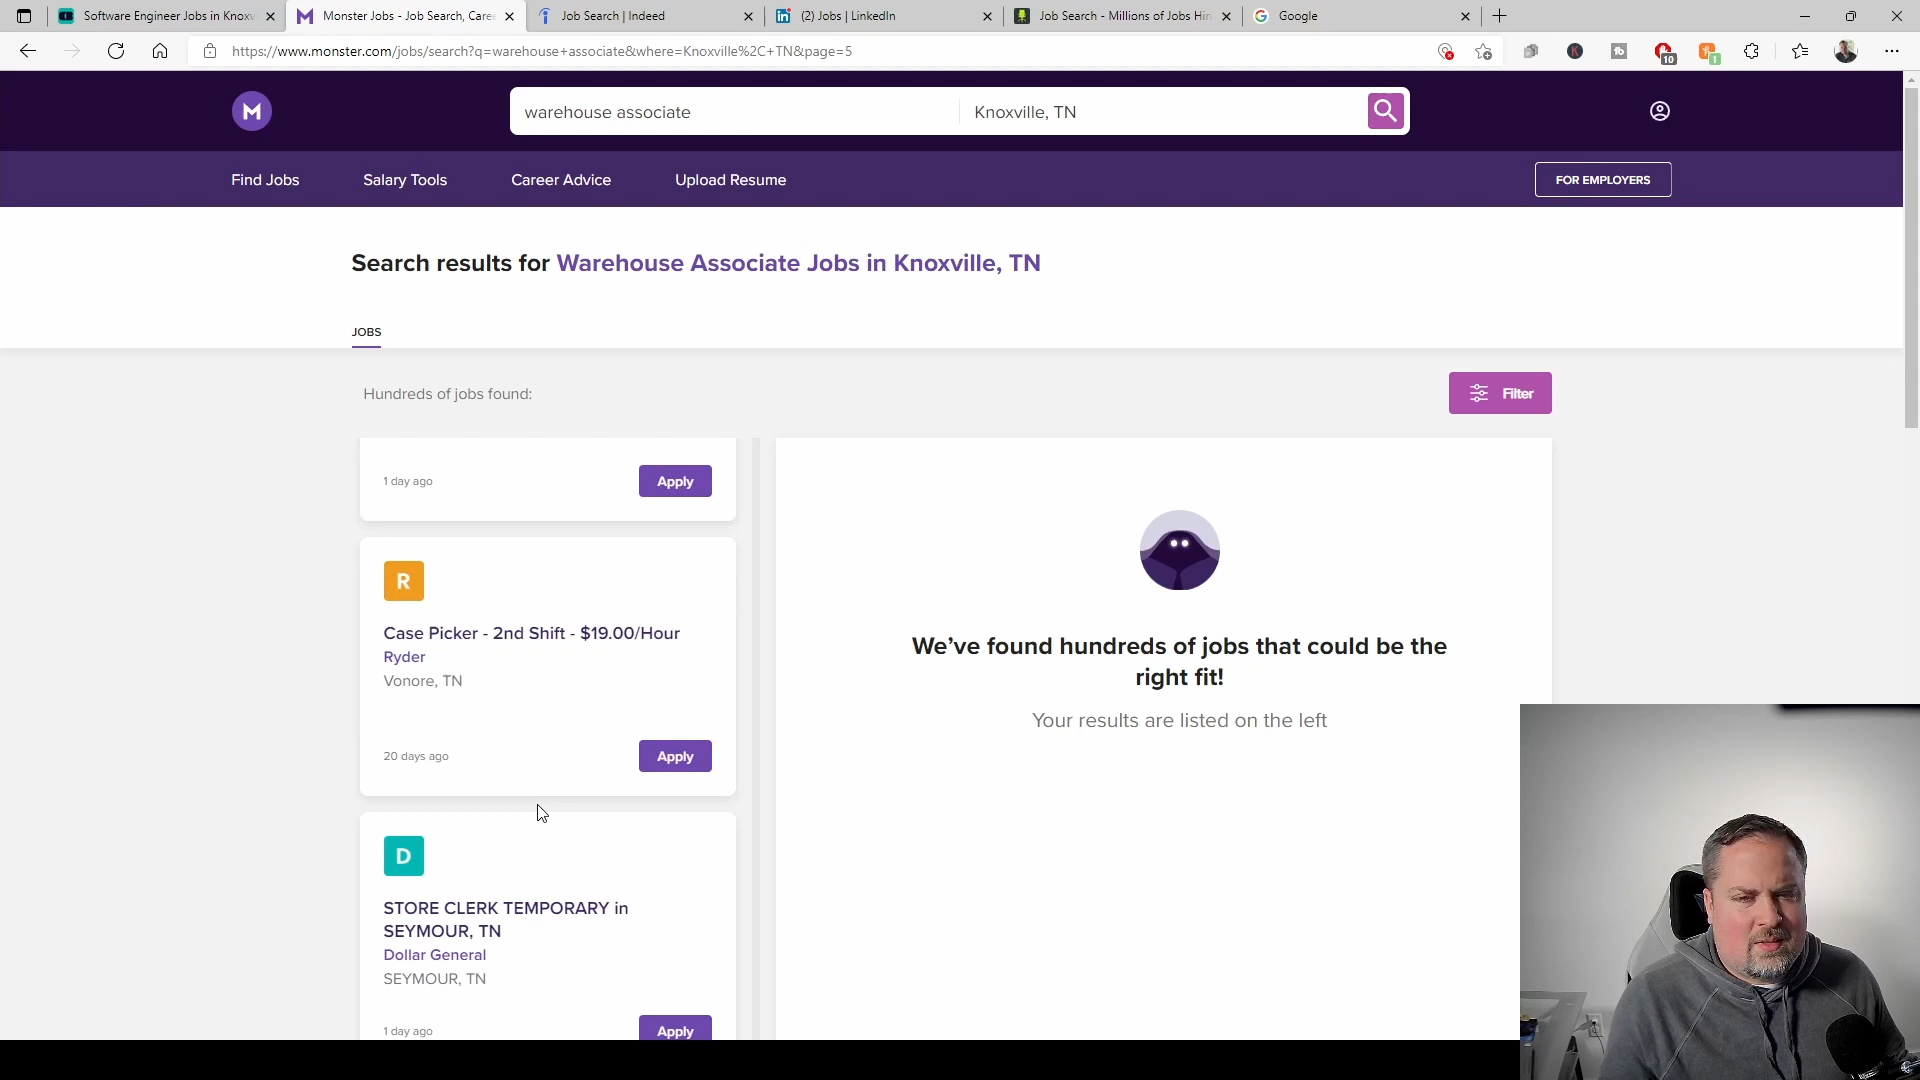 Software Engineer Jobs in Knoxv
Monster Jobs - Job Search, Caree
Job Search | Indeed
(2) Jobs | LinkedIn
Job Search - Millions of Jobs Hiri
Google
https://www.monster.com/jobs/search?q=warehouse+associate&where=Knoxville%2C+TN&page=5
10
1
M
warehouse associate
Knoxville, TN
Find Jobs
Salary Tools
Career Advice
Upload Resume
FOR EMPLOYERS
Search results for Warehouse Associate Jobs in Knoxville, TN
JOBS
Hundreds of jobs found:
Filter
1 day ago
Apply
R
Case Picker - 2nd Shift - $19.00/Hour
Ryder
Vonore, TN
20 days ago
Apply
D
STORE CLERK TEMPORARY in
SEYMOUR, TN
Dollar General
SEYMOUR, TN
1 day ago
Apply
We've found hundreds of jobs that could be the
right fit!
Your results are listed on the left